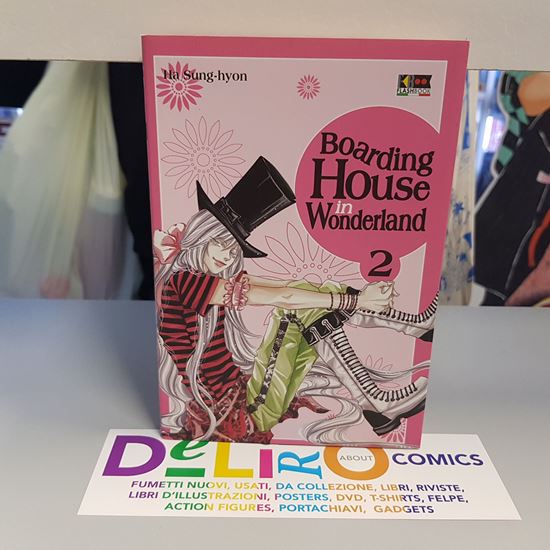 Ha Sung-hyon
FLASHBOOK
Boarding
House
in
Wonderland
2
DeLiRO
ABOUT
COMICS
FUMETTI NUOVI, USATI, DA COLLEZIONE, LIBRI, RIVISTE,
LIBRI D'ILLUSTRAZIONI, POSTERS, DVD, T-SHIRTS, FELPE,
ACTION FIGURES, PORTACHIAVI, GADGETS